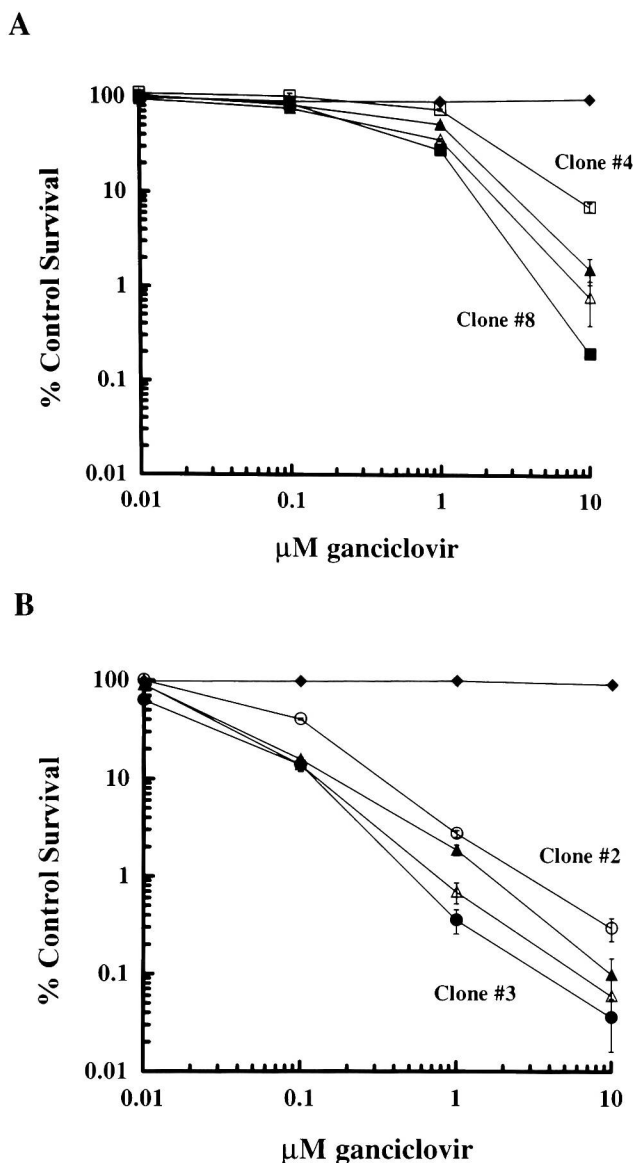 A
% Control Survival
100
10
1
0.1
0.01
Clone #4
Clone #8
0.01 0.1 1 10
μM ganciclovir
B
% Control Survival
100
10
1
0.1
0.01
Clone #2
Clone #3
0.01 0.1 1 10
μM ganciclovir